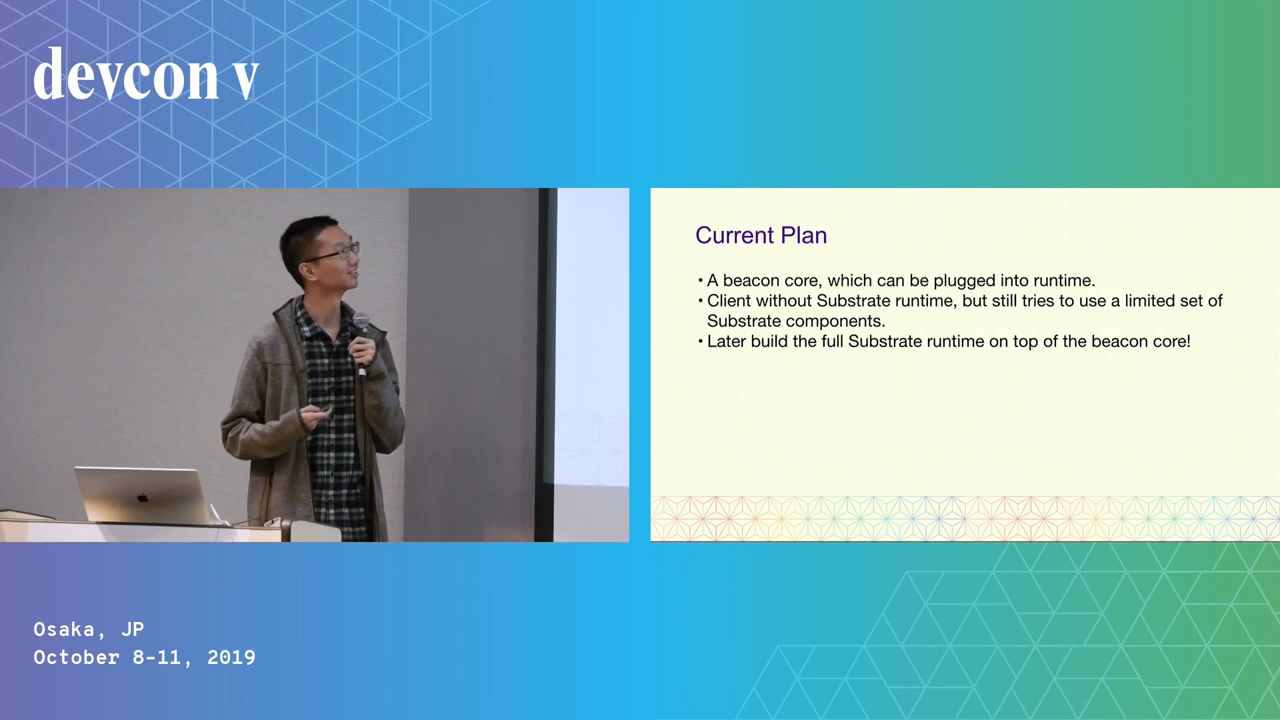 devcon v
Current Plan
• A beacon core, which can be plugged into runtime.
• Client without Substrate runtime, but still tries to use a limited set of
Substrate components.
• Later build the full Substrate runtime on top of the beacon core!
Osaka, JP
October 8-11, 2019